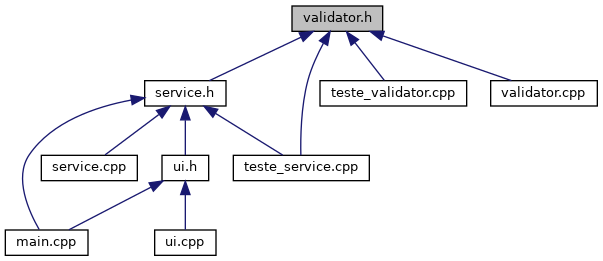 validator.h
service.h
teste_validator.cpp
validator.cpp
service.cpp
ui.h
teste_service.cpp
main.cpp
ui.cpp